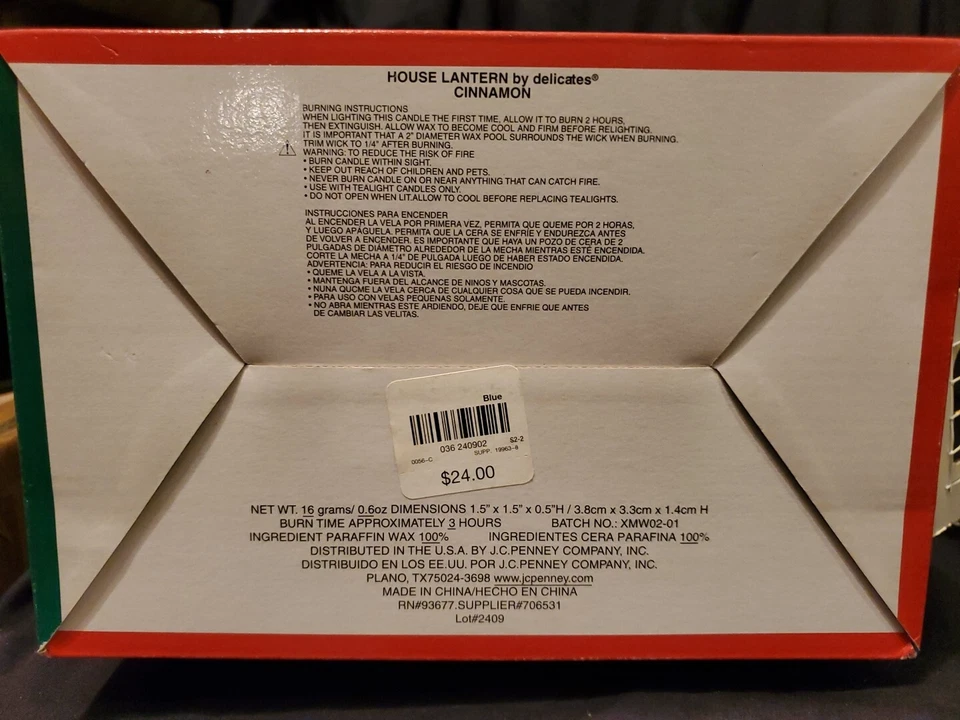 HOUSE LANTERN by delicates®
CINNAMON
BURNING INSTRUCTIONS
WHEN LIGHTING THIS CANDLE THE FIRST TIME, ALLOW IT TO BURN 2 HOURS,
THEN EXTINGUISH. ALLOW WAX TO BECOME COOL AND FIRM BEFORE RELIGHTING.
IT IS IMPORTANT THAT A 2" DIAMETER WAX POOL SURROUNDS THE WICK WHEN BURNING.
TRIM WICK TO 1/4" AFTER BURNING.
WARNING: TO REDUCE THE RISK OF FIRE
• BURN CANDLE WITHIN SIGHT.
• KEEP OUT REACH OF CHILDREN AND PETS.
• NEVER BURN CANDLE ON OR NEAR ANYTHING THAT CAN CATCH FIRE.
• USE WITH TEALIGHT CANDLES ONLY.
• DO NOT OPEN WHEN LIT.ALLOW TO COOL BEFORE REPLACING TEALIGHTS.
INSTRUCCIONES PARA ENCENDER
AL ENCENDER LA VELA POR PRIMERA VEZ, PERMITA QUE QUEME POR 2 HORAS,
Y LUEGO APÁGUELA. PERMITA QUE LA CERA SE ENFRÍE Y ENDUREZCA ANTES
DE VOLVER A ENCENDER. ES IMPORTANTE QUE HAYA UN POZO DE CERA DE 2
PULGADAS DE DIÁMETRO ALREDEDOR DE LA MECHA MIENTRAS ESTÉ ENCENDIDA.
CORTE LA MECHA A 1/4" DE PULGADA LUEGO DE HABER ESTADO ENCENDIDA.
ADVERTENCIA: PARA REDUCIR EL RIESGO DE INCENDIO
• QUEME LA VELA A LA VISTA.
• MANTENGA FUERA DEL ALCANCE DE NINOS Y MASCOTAS.
• NUNA QUCME LA VELA CERCA DE CUALQUIER COSA QUE SE PUEDA INCENDIR.
• PARA USO CON VELAS PEQUENAS SOLAMENTE.
• NO ABRA MIENTRAS ESTE ARDIENDO, DEJE QUE ENFRIE QUE ANTES
DE CAMBIAR LAS VELITAS.
Blue
036 240902 S2-2
0056-C SUPP. 19963-8
$24.00
NET WT. 16 grams/ 0.6oz DIMENSIONS 1.5" x 1.5" x 0.5"H / 3.8cm x 3.3cm x 1.4cm H
BURN TIME APPROXIMATELY 3 HOURS BATCH NO.: XMW02-01
INGREDIENT PARAFFIN WAX 100% INGREDIENTES CERA PARAFINA 100%
DISTRIBUTED IN THE U.S.A. BY J.C.PENNEY COMPANY, INC.
DISTRIBUIDO EN LOS EE.UU. POR J.C.PENNEY COMPANY, INC.
PLANO, TX75024-3698 www.jcpenney.com
MADE IN CHINA/HECHO EN CHINA
RN#93677.SUPPLIER#706531
Lot#2409